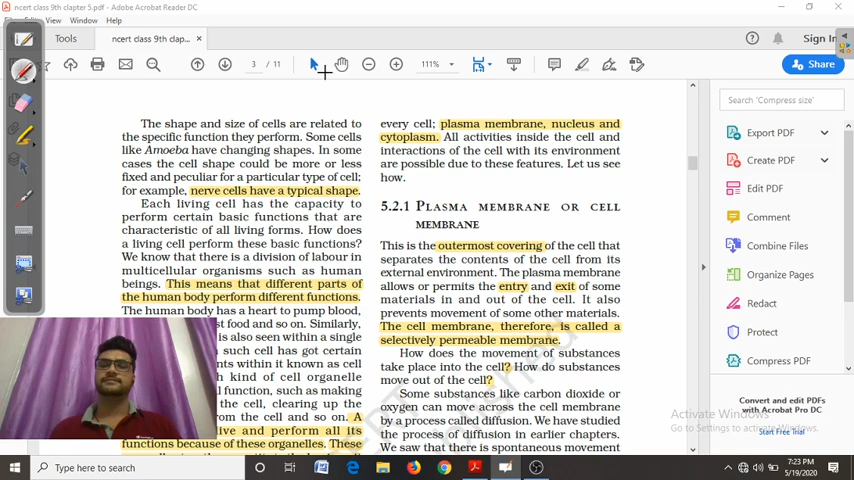 ncert class 9th chapter 5.pdf - Adobe Acrobat Reader DC
File Edit View Window Help
Tools
ncert class 9th clap... ×
Sign In
3 / 11
111%
Share
The shape and size of cells are related to
the specific function they perform. Some cells
like Amoeba have changing shapes. In some
cases the cell shape could be more or less
fixed and peculiar for a particular type of cell;
for example, nerve cells have a typical shape.
Each living cell has the capacity to
perform certain basic functions that are
characteristic of all living forms. How does
a living cell perform these basic functions?
We know that there is a division of labour in
multicellular organisms such as human
beings. This means that different parts of
the human body perform different functions.
The human body has a heart to pump blood,
st food and so on. Similarly,
is also seen within a single
such cell has got certain
nts within it known as cell
h kind of cell organelle
l function, such as making
the cell, clearing up the
rom the cell and so on. A
live and perform all its
functions because of these organelles. These
every cell; plasma membrane, nucleus and
cytoplasm. All activities inside the cell and
interactions of the cell with its environment
are possible due to these features. Let us see
how.
5.2.1 PLASMA MEMBRANE OR CELL
MEMBRANE
This is the outermost covering of the cell that
separates the contents of the cell from its
external environment. The plasma membrane
allows or permits the entry and exit of some
materials in and out of the cell. It also
prevents movement of some other materials.
The cell membrane, therefore, is called a
selectively permeable membrane.
How does the movement of substances
take place into the cell? How do substances
move out of the cell?
Some substances like carbon dioxide or
oxygen can move across the cell membrane
by a process called diffusion. We have studied
the process of diffusion in earlier chapters.
We saw that there is spontaneous movement
Search 'Compress size'
Export PDF
Create PDF
Edit PDF
Comment
Combine Files
Organize Pages
Redact
Protect
Compress PDF
Convert and edit PDFs
with Acrobat Pro DC
Start Free Trial
Activate Windows
Go to Settings to activate Windows.
Type here to search
7:23 PM
5/19/2020